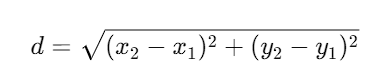 d = √(x₂ − x₁)² + (y₂ − y₁)²